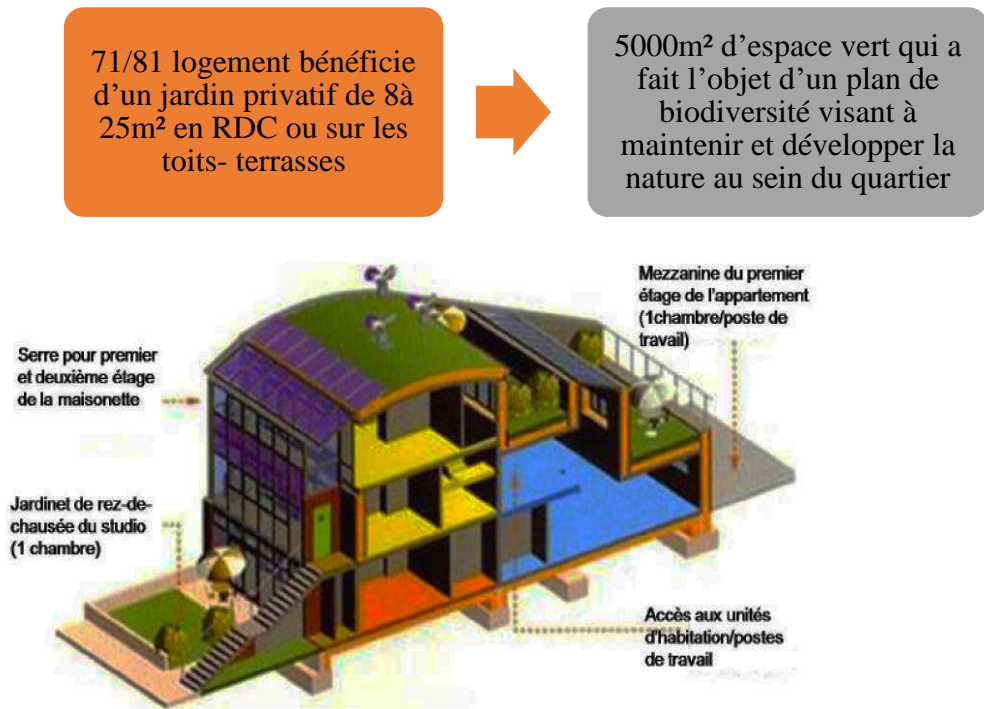 71/81 logement bénéficie
d'un jardin privatif de 8à
25m² en RDC ou sur les
toits- terrasses
5000m² d'espace vert qui a
fait l'objet d'un plan de
biodiversité visant à
maintenir et développer la
nature au sein du quartier
Mezzanine du premier
étage de l'appartement
(1chambre/poste de
travail)
Serre pour premier
et deuxième étage
de la maisonette
Jardinet de rez-de-
chausée du studio
(1 chambre)
Accès aux unités
d'habitation/postes
de travail